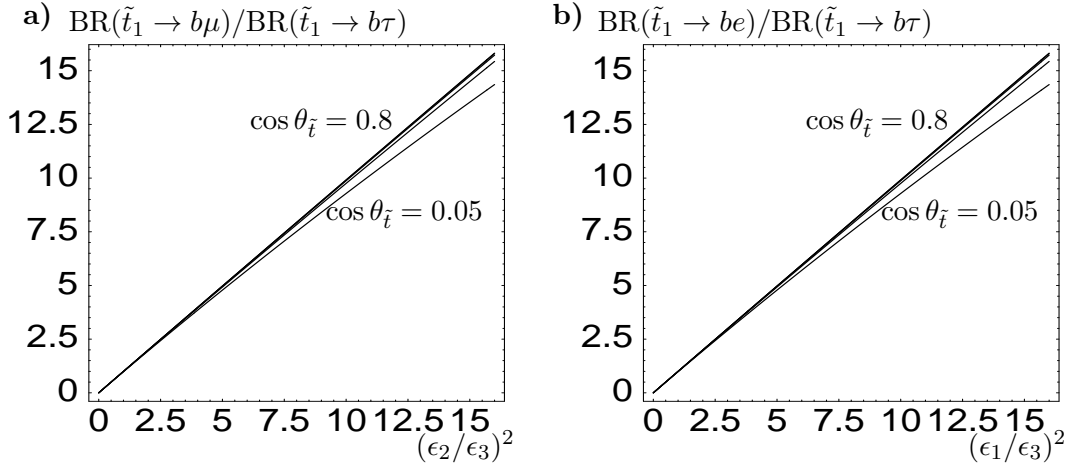 a) BR(t̃₁ → bμ)/BR(t̃₁ → bτ)
15
12.5
10
7.5
5
2.5
0
cos θ_t̃ = 0.8
cos θ_t̃ = 0.05
0 2.5 5 7.5 10 12.5 15
(ϵ₂/ϵ₃)²
b) BR(t̃₁ → be)/BR(t̃₁ → bτ)
15
12.5
10
7.5
5
2.5
0
cos θ_t̃ = 0.8
cos θ_t̃ = 0.05
0 2.5 5 7.5 10 12.5 15
(ϵ₁/ϵ₃)²